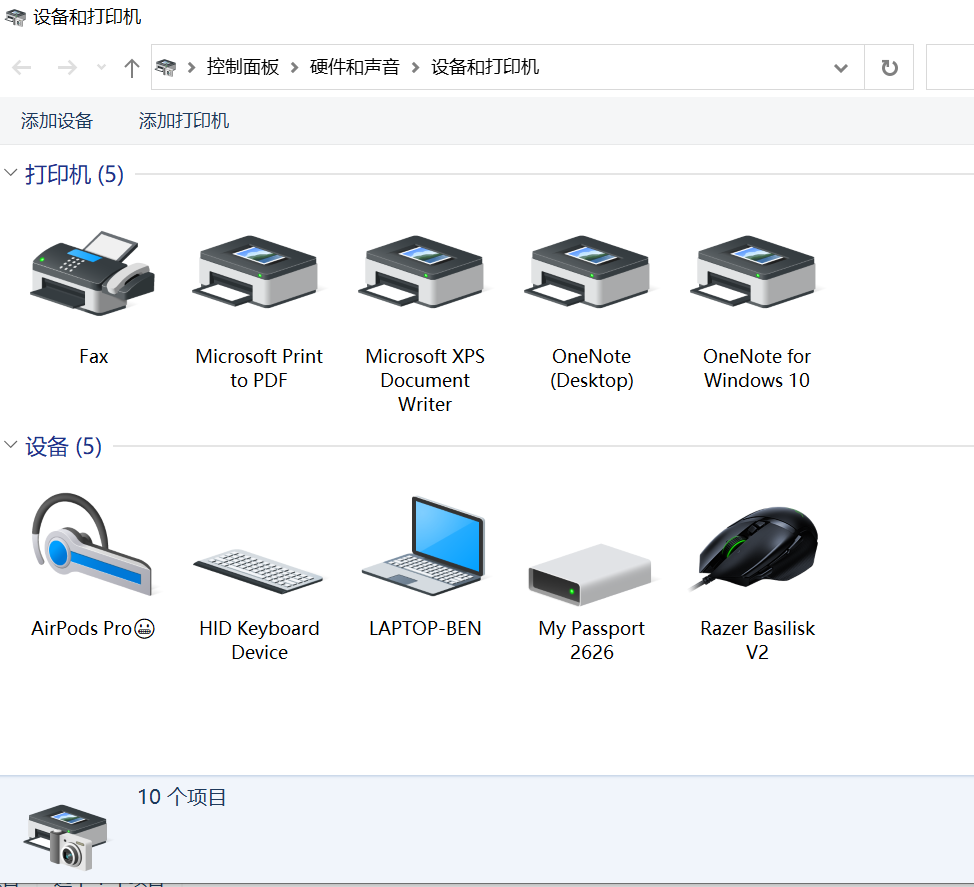 设备和打印机
控制面板 > 硬件和声音 > 设备和打印机
添加设备 添加打印机
打印机 (5)
Fax
Microsoft Print
to PDF
Microsoft XPS
Document
Writer
OneNote
(Desktop)
OneNote for
Windows 10
设备 (5)
AirPods Pro😀
HID Keyboard
Device
LAPTOP-BEN
My Passport
2626
Razer Basilisk
V2
10 个项目